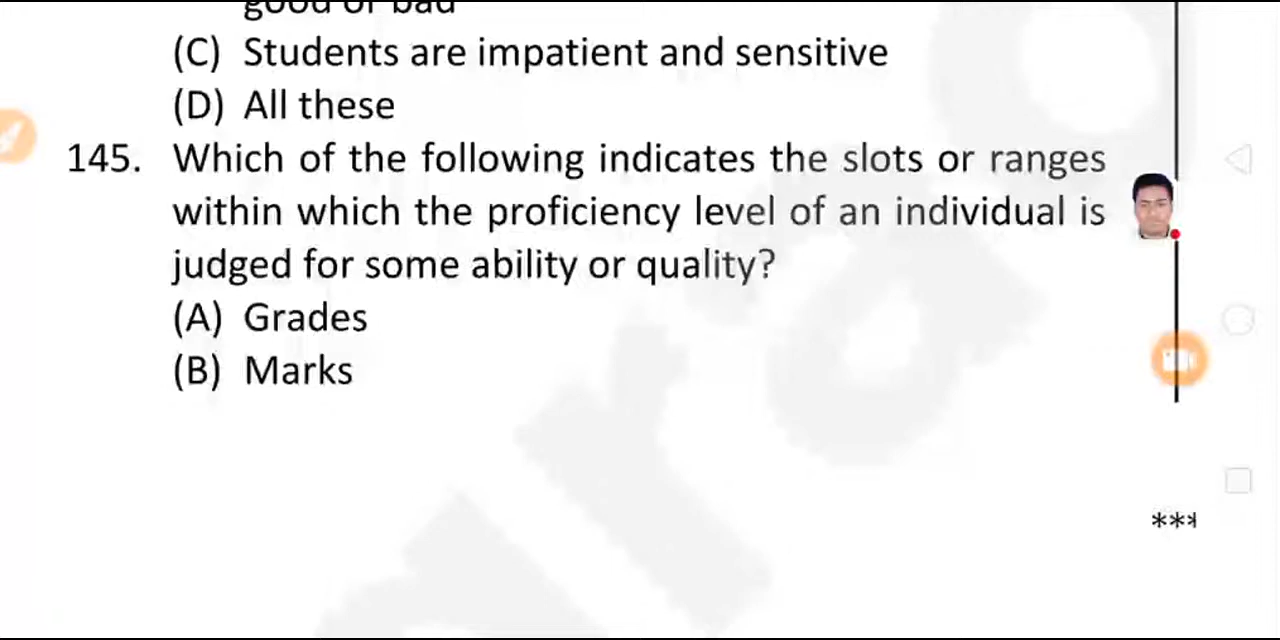 good or bad
(C) Students are impatient and sensitive
(D) All these
145. Which of the following indicates the slots or ranges
within which the proficiency level of an individual is
judged for some ability or quality?
(A) Grades
(B) Marks
***